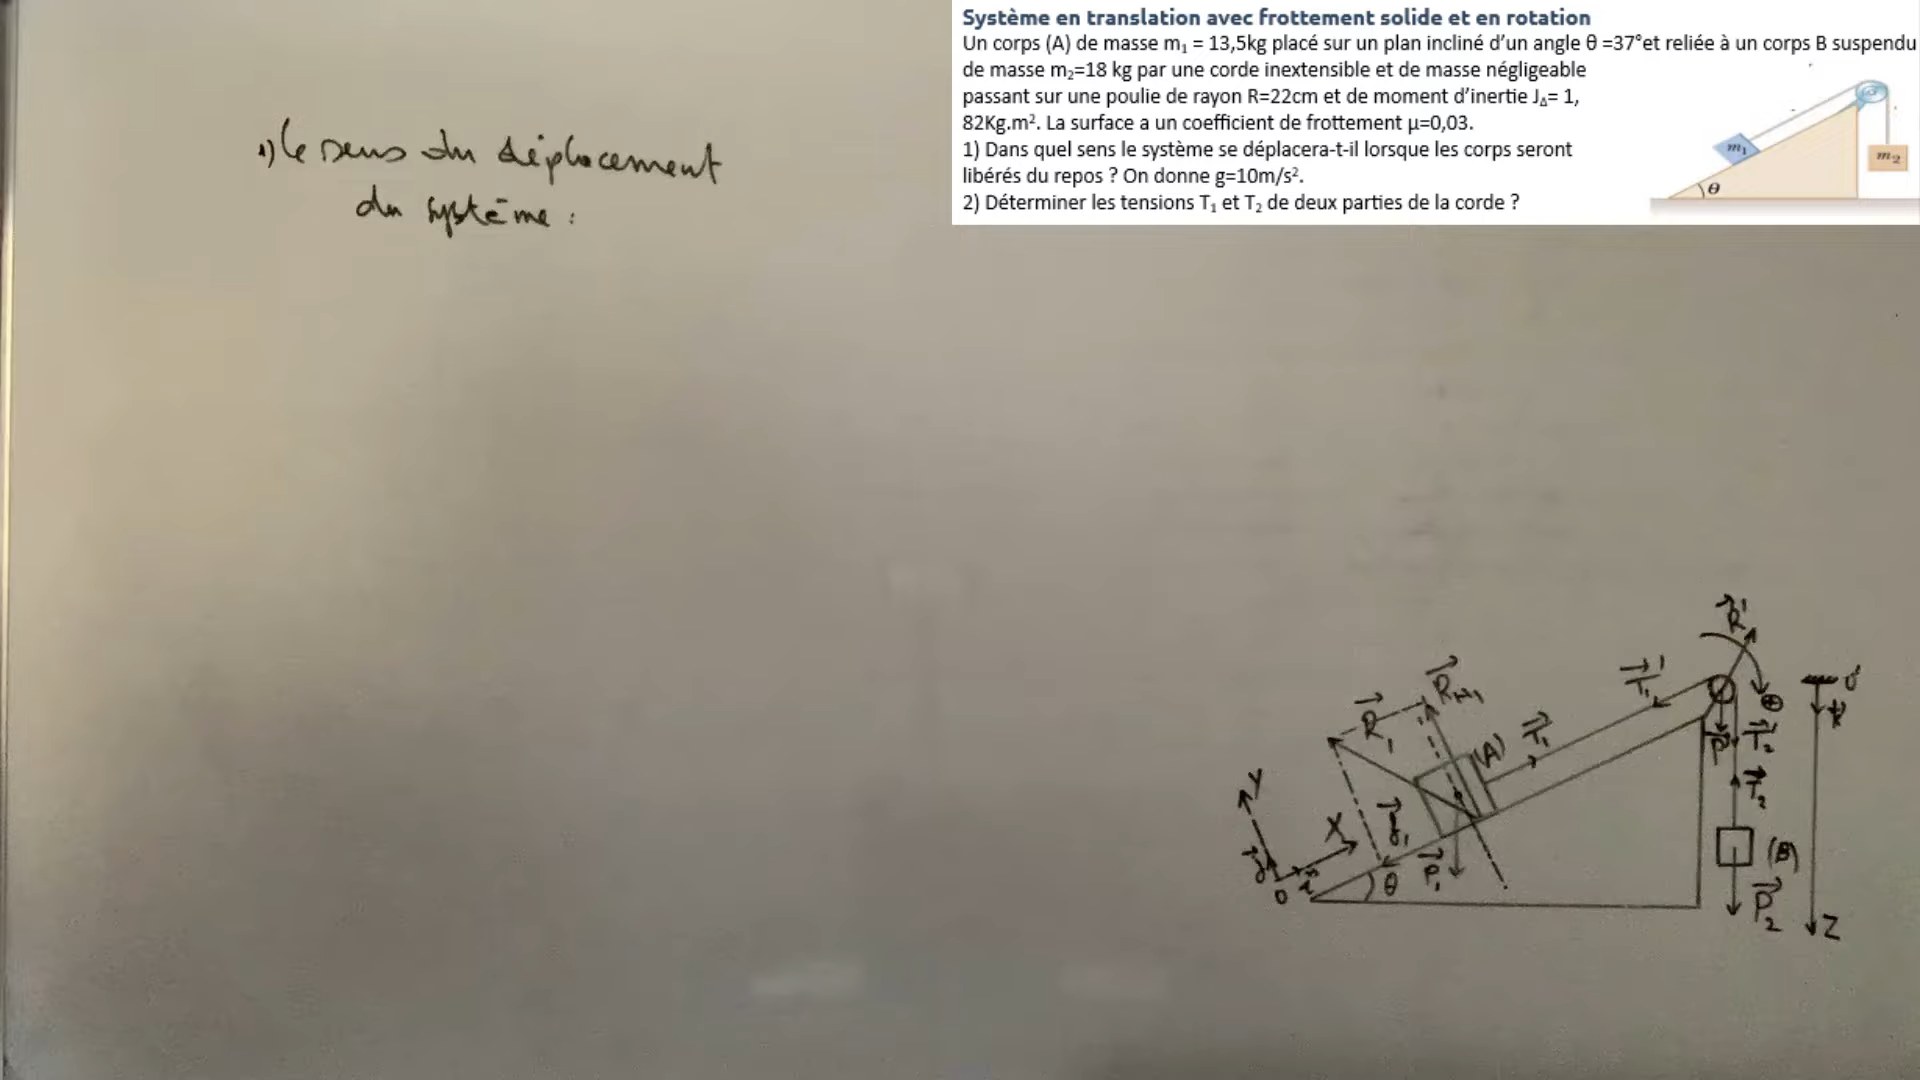 Système en translation avec frottement solide et en rotation
Un corps (A) de masse m₁ = 13,5kg placé sur un plan incliné d’un angle θ =37°et reliée à un corps B suspendu
de masse m₂=18 kg par une corde inextensible et de masse négligeable
passant sur une poulie de rayon R=22cm et de moment d’inertie J_Δ= 1,
82Kg.m². La surface a un coefficient de frottement µ=0,03.
1) Dans quel sens le système se déplacera-t-il lorsque les corps seront
libérés du repos ? On donne g=10m/s².
2) Déterminer les tensions T₁ et T₂ de deux parties de la corde ?
m₁
m₂
θ
1) le sens du déplacement
du système :
R'
T₁'
R_N₁
R₁
(A)
T₁
P
T₂'
T₂
Y
X
f₁
P₁
j
i
O
θ
(B)
P₂
O'
k
Z